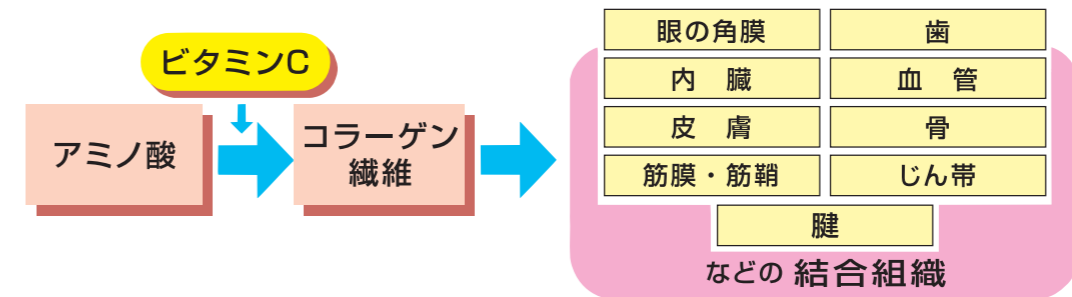 ビタミンC
アミノ酸
コラーゲン
繊維
眼の角膜
歯
内 臓
血 管
皮 膚
骨
筋膜・筋鞘
じん帯
腱
などの 結合組織